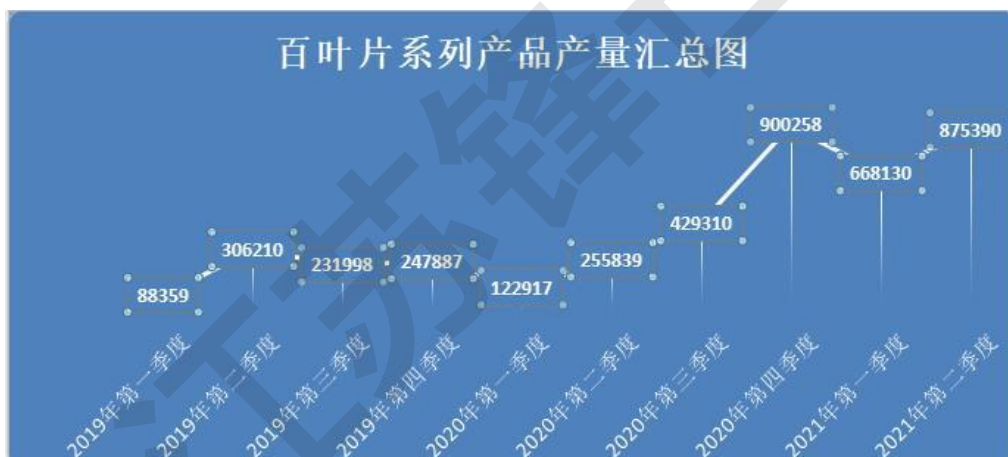 百叶片系列产品产量汇总图
900258
875390
668130
429310
306210
231998
247887
255839
122917
88359
2019年第一季度
2019年第二季度
2019年第三季度
2019年第四季度
2020年第一季度
2020年第二季度
2020年第三季度
2020年第四季度
2021年第一季度
2021年第二季度
江苏锋